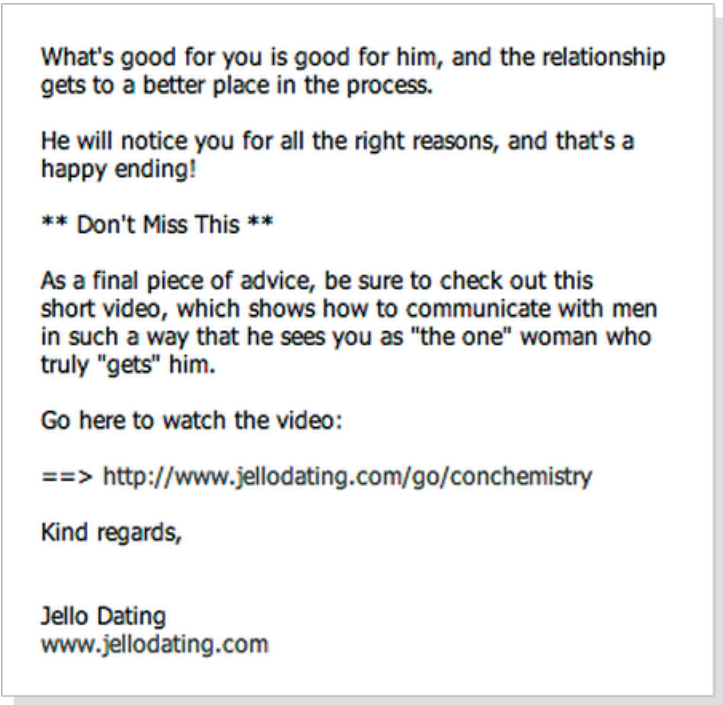 What's good for you is good for him, and the relationship
gets to a better place in the process.
He will notice you for all the right reasons, and that's a
happy ending!
** Don't Miss This **
As a final piece of advice, be sure to check out this
short video, which shows how to communicate with men
in such a way that he sees you as "the one" woman who
truly "gets" him.
Go here to watch the video:
==> http://www.jellodating.com/go/conchemistry
Kind regards,
Jello Dating
www.jellodating.com